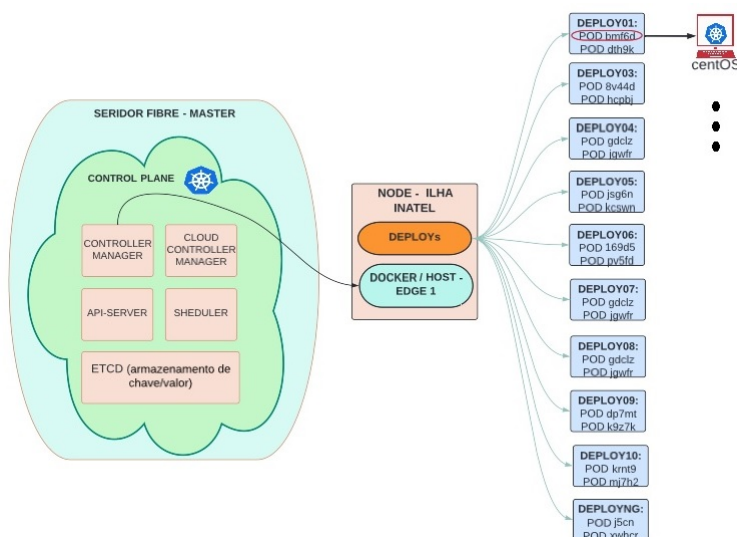 SERIDOR FIBRE - MASTER
CONTROL PLANE
CONTROLLER
MANAGER
CLOUD
CONTROLLER
MANAGER
API-SERVER
SHEDULER
ETCD (armazenamento de
chave/valor)
NODE - ILHA
INATEL
DEPLOYs
DOCKER / HOST -
EDGE 1
DEPLOY01:
POD bmf6d
POD dth9k
centOS
DEPLOY03:
POD 8v44d
POD hcpbj
DEPLOY04:
POD gdclz
POD jgwfr
DEPLOY05:
POD jsg6n
POD kcswn
DEPLOY06:
POD 169d5
POD pv5fd
DEPLOY07:
POD gdclz
POD jgwfr
DEPLOY08:
POD gdclz
POD jgwfr
DEPLOY09:
POD dp7mt
POD k9z7k
DEPLOY10:
POD krnt9
POD mj7h2
DEPLOYNG:
POD j5cn
POD xwhcr